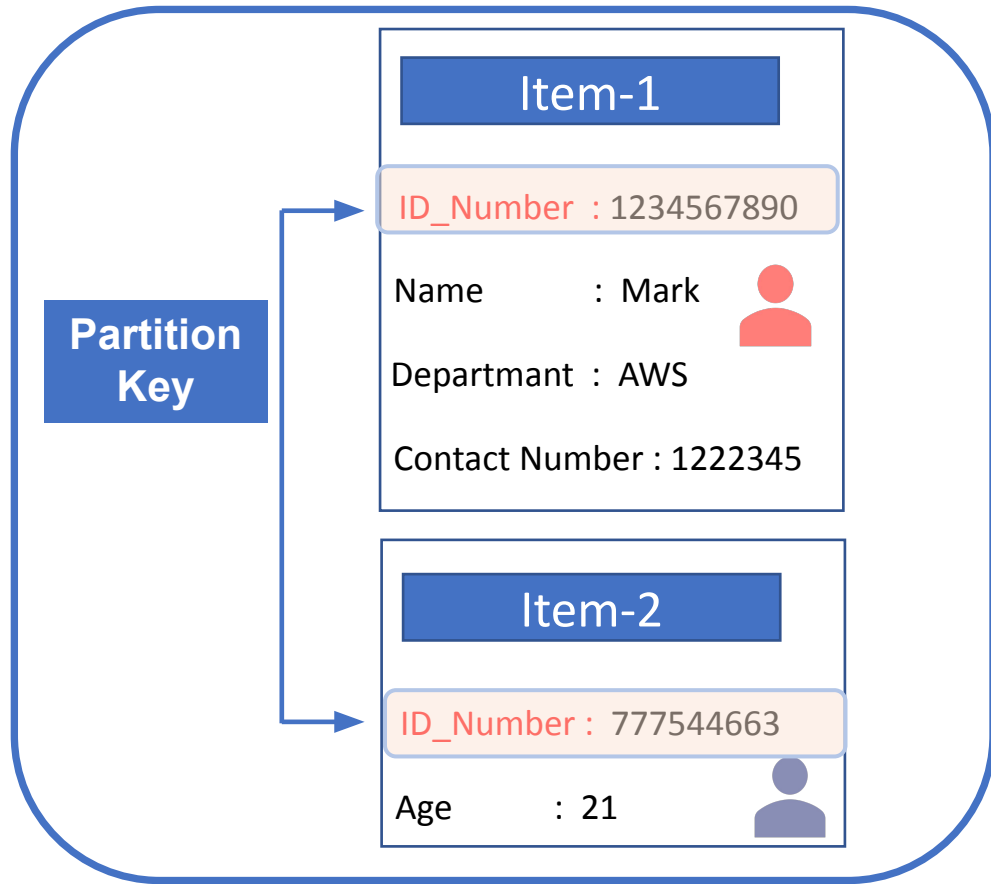 Item-1
ID_Number : 1234567890
Name : Mark
Partition
Key
Departmant : AWS
Contact Number : 1222345
Item-2
ID_Number : 777544663
Age : 21